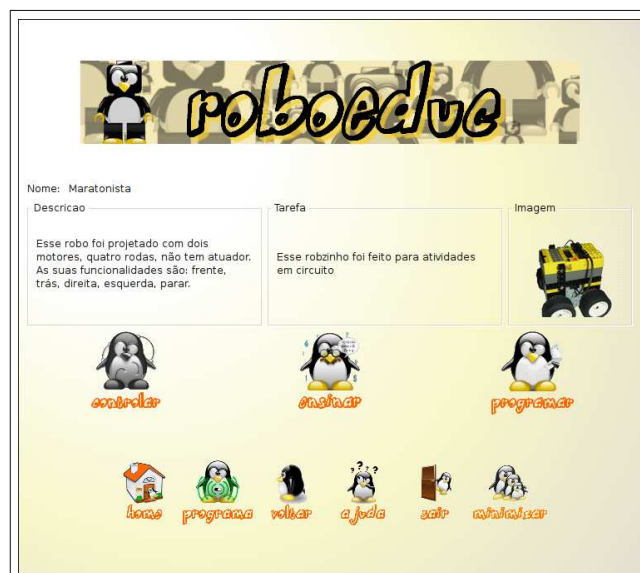 roboeduc
Nome: Maratonista
Descricao
Esse robo foi projetado com dois
motores, quatro rodas, não tem atuador.
As suas funcionalidades são: frente,
trás, direita, esquerda, parar.
Tarefa
Esse robzinho foi feito para atividades
em circuito
Imagem
controlar
ensinar
programar
home
programa
voltar
ajuda
sair
minimizar